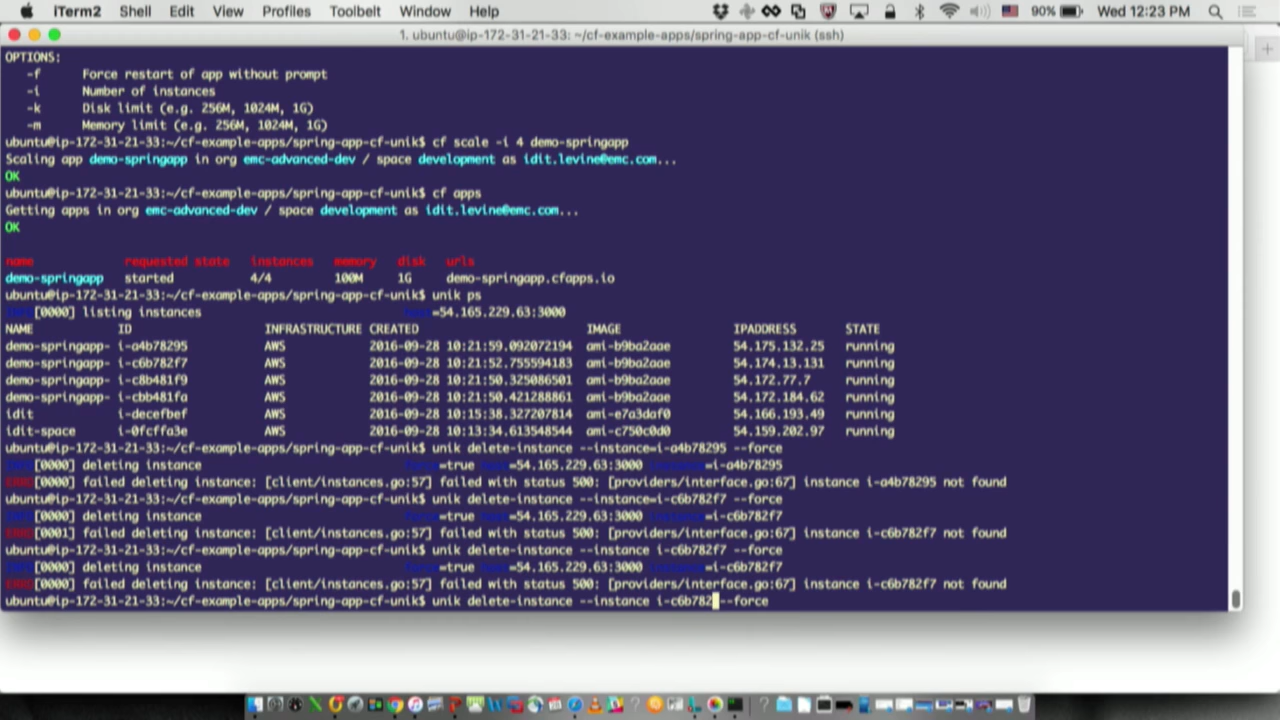 iTerm2 Shell Edit View Profiles Toolbelt Window Help 90% Wed 12:23 PM
1. ubuntu@ip-172-31-21-33: ~/cf-example-apps/spring-app-cf-unik (ssh)
OPTIONS:
-f Force restart of app without prompt
-i Number of instances
-k Disk limit (e.g. 256M, 1024M, 1G)
-m Memory limit (e.g. 256M, 1024M, 1G)
ubuntu@ip-172-31-21-33:~/cf-example-apps/spring-app-cf-unik$ cf scale -i 4 demo-springapp
Scaling app demo-springapp in org emc-advanced-dev / space development as idit.levine@emc.com...
OK
ubuntu@ip-172-31-21-33:~/cf-example-apps/spring-app-cf-unik$ cf apps
Getting apps in org emc-advanced-dev / space development as idit.levine@emc.com...
OK
name requested state instances memory disk urls
demo-springapp started 4/4 100M 1G demo-springapp.cfapps.io
ubuntu@ip-172-31-21-33:~/cf-example-apps/spring-app-cf-unik$ unik ps
[0000] listing instances =54.165.229.63:3000
NAME ID INFRASTRUCTURE CREATED IMAGE IPADDRESS STATE
demo-springapp- i-a4b78295 AWS 2016-09-28 10:21:59.092072194 ami-b9ba2aae 54.175.132.25 running
demo-springapp- i-c6b782f7 AWS 2016-09-28 10:21:52.755594183 ami-b9ba2aae 54.174.13.131 running
demo-springapp- i-c8b481f9 AWS 2016-09-28 10:21:50.325086501 ami-b9ba2aae 54.172.77.7 running
demo-springapp- i-cbb481fa AWS 2016-09-28 10:21:50.421288861 ami-b9ba2aae 54.172.184.62 running
idit i-decefbef AWS 2016-09-28 10:15:38.327207814 ami-e7a3daf0 54.166.193.49 running
idit-space i-0fcffa3e AWS 2016-09-28 10:13:34.613548544 ami-c750c0d0 54.159.202.97 running
ubuntu@ip-172-31-21-33:~/cf-example-apps/spring-app-cf-unik$ unik delete-instance --instance=i-a4b78295 --force
[0000] deleting instance =true =54.165.229.63:3000 =i-a4b78295
[0000] failed deleting instance: [client/instances.go:57] failed with status 500: [providers/interface.go:67] instance i-a4b78295 not found
ubuntu@ip-172-31-21-33:~/cf-example-apps/spring-app-cf-unik$ unik delete-instance --instance=i-c6b782f7 --force
[0000] deleting instance =true =54.165.229.63:3000 =i-c6b782f7
[0001] failed deleting instance: [client/instances.go:57] failed with status 500: [providers/interface.go:67] instance i-c6b782f7 not found
ubuntu@ip-172-31-21-33:~/cf-example-apps/spring-app-cf-unik$ unik delete-instance --instance i-c6b782f7 --force
[0000] deleting instance =true =54.165.229.63:3000 =i-c6b782f7
[0000] failed deleting instance: [client/instances.go:57] failed with status 500: [providers/interface.go:67] instance i-c6b782f7 not found
ubuntu@ip-172-31-21-33:~/cf-example-apps/spring-app-cf-unik$ unik delete-instance --instance i-c6b782 --force